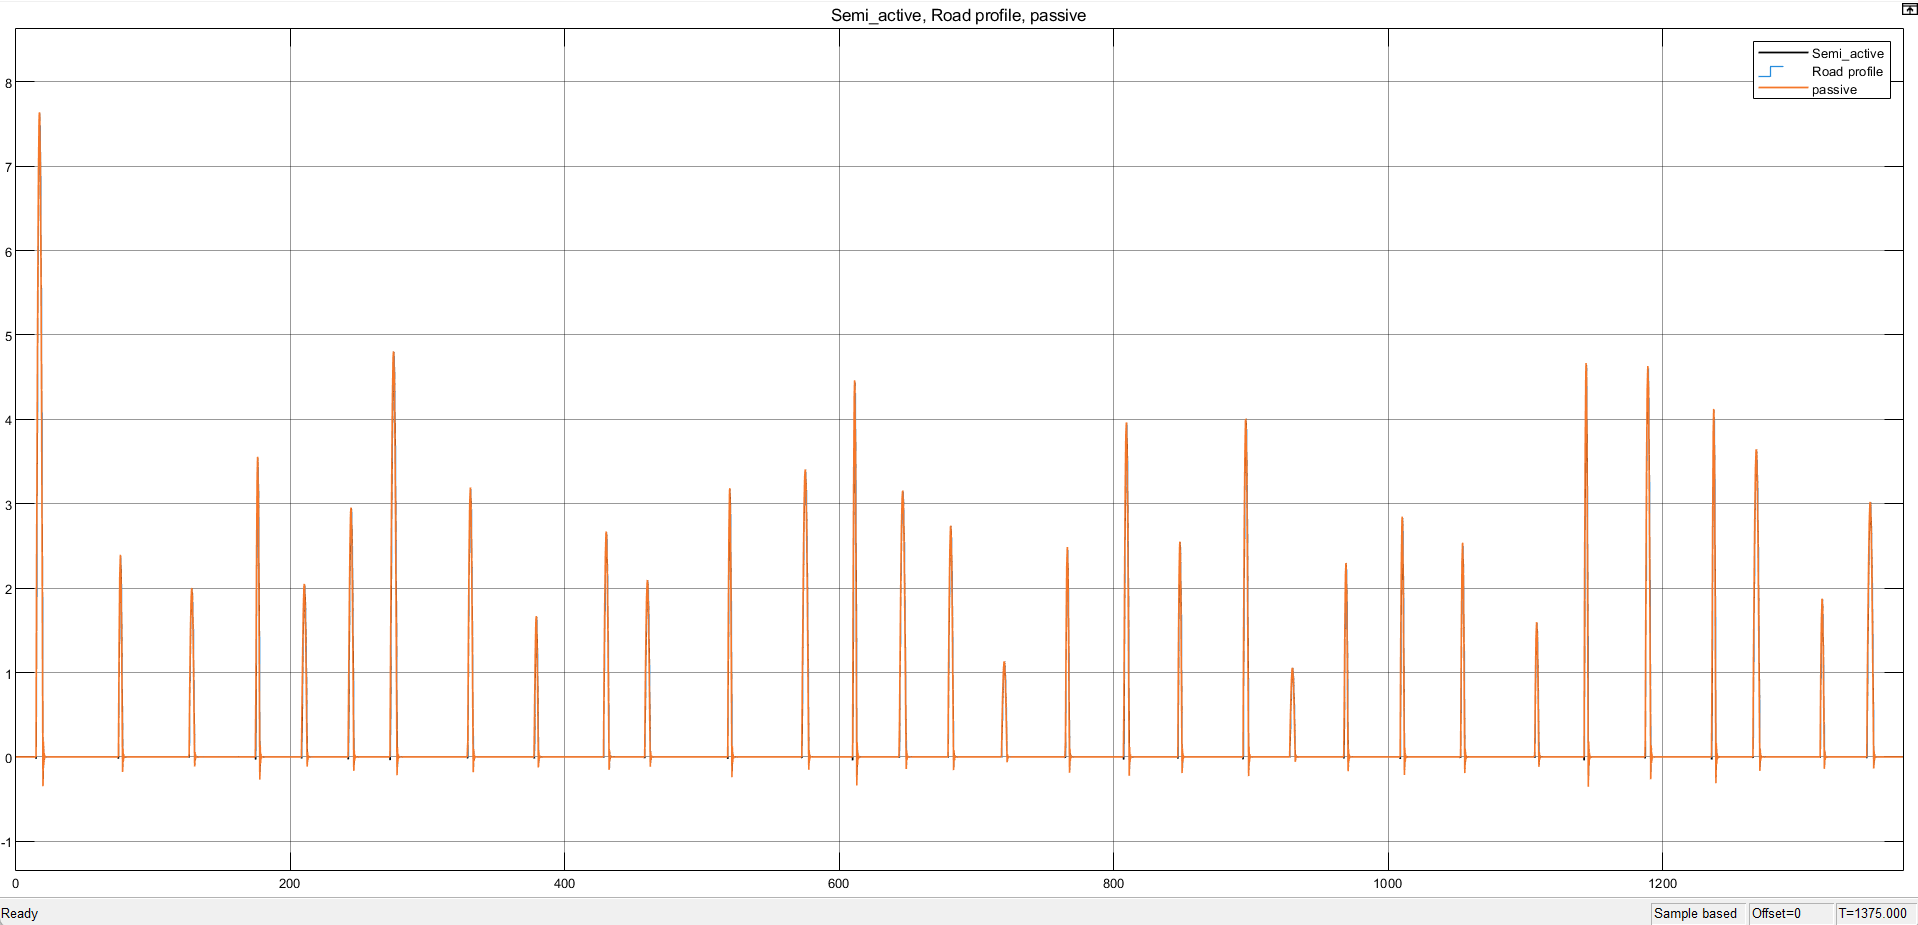 Semi_active, Road profile, passive
Semi_active
Road profile
passive
8
7
6
5
4
3
2
1
0
-1
0 200 400 600 800 1000 1200
Ready Sample based Offset=0 T=1375.000